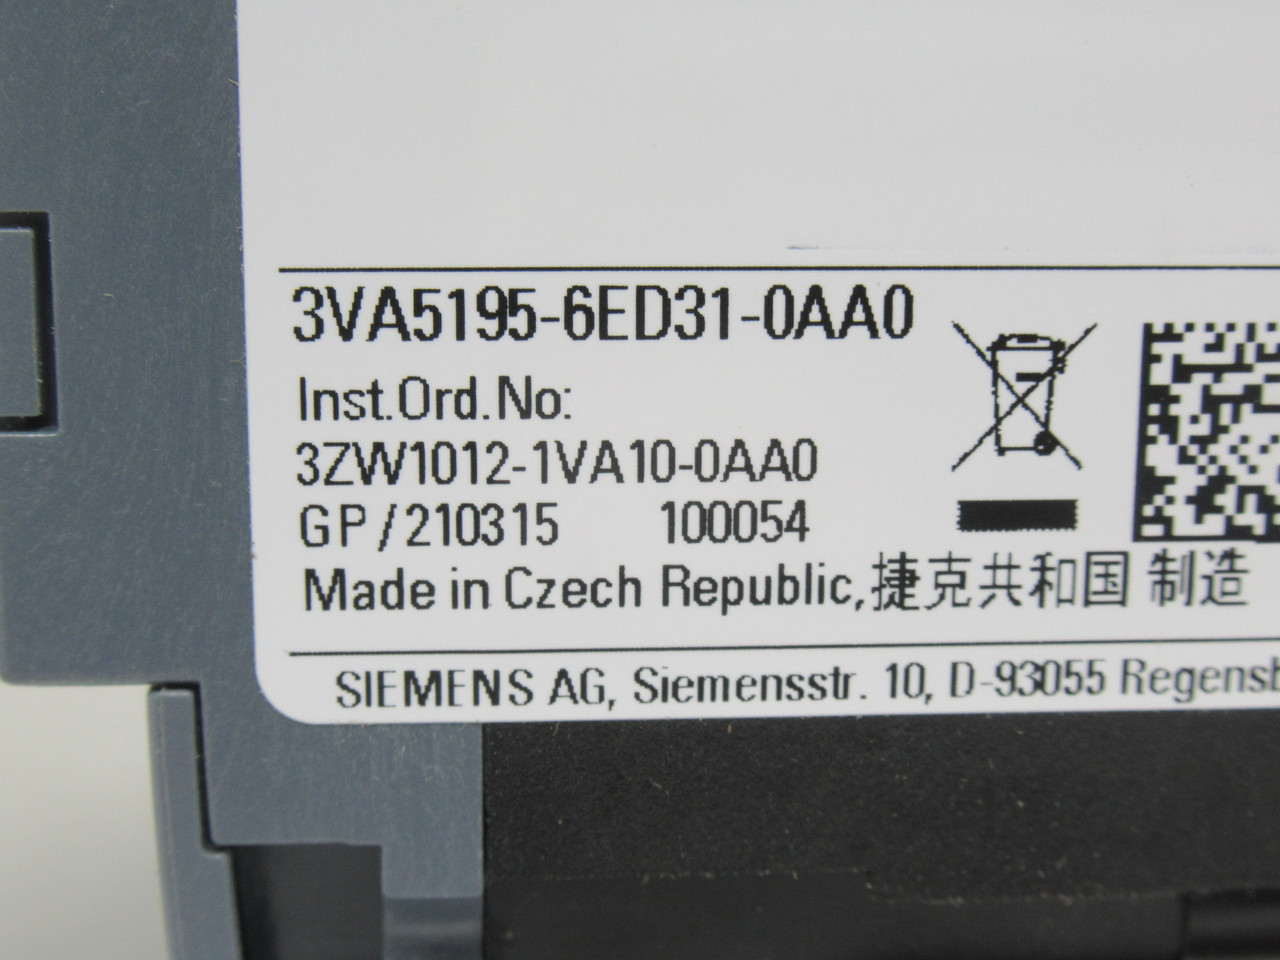 3VA5195-6ED31-0AA0
Inst.Ord.No:
3ZW1012-1VA10-0AA0
GP/210315 100054
Made in Czech Republic,捷克共和国 制造
SIEMENS AG, Siemensstr. 10, D-93055 Regensb